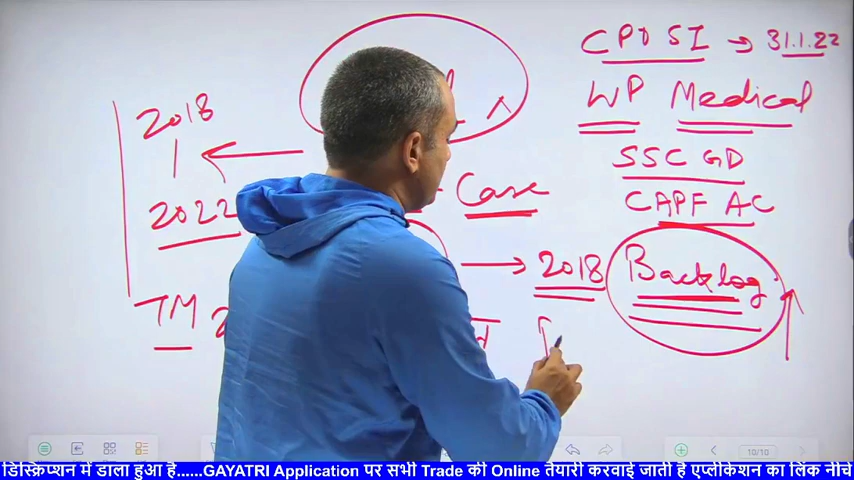 CPO SI → 31.1.22
WP Medical
SSC GD
CAPF AC
2018
2022
Case
→ 2018 Backlog
TM
10/10
डिस्क्रिप्शन में डाला हुआ है......GAYATRI Application पर सभी Trade की Online तैयारी करवाई जाती है एप्लीकेशन का लिंक नीचे